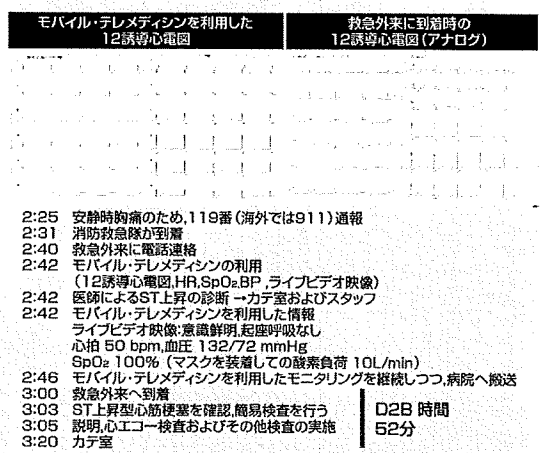 モバイル・テレメディシンを利用した
12誘導心電図
救急外来に到着時の
12誘導心電図(アナログ)
2:25 安静時胸痛のため,119番(海外では911)通報
2:31 消防救急隊が到着
2:40 救急外来に電話連絡
2:42 モバイル・テレメディシンの利用
(12誘導心電図,HR,SpO₂,BP,ライブビデオ映像)
2:42 医師によるST上昇の診断 →カテ室およびスタッフ
2:42 モバイル・テレメディシンを利用した情報
ライブビデオ映像:意識鮮明,起座呼吸なし
心拍 50 bpm,血圧 132/72 mmHg
SpO₂ 100% (マスクを装着しての酸素負荷 10L/min)
2:46 モバイル・テレメディシンを利用したモニタリングを継続しつつ,病院へ搬送
3:00 救急外来へ到着
3:03 ST上昇型心筋梗塞を確認,簡易検査を行う
3:05 説明,心エコー検査およびその他検査の実施
3:20 カテ室
D2B 時間
52分